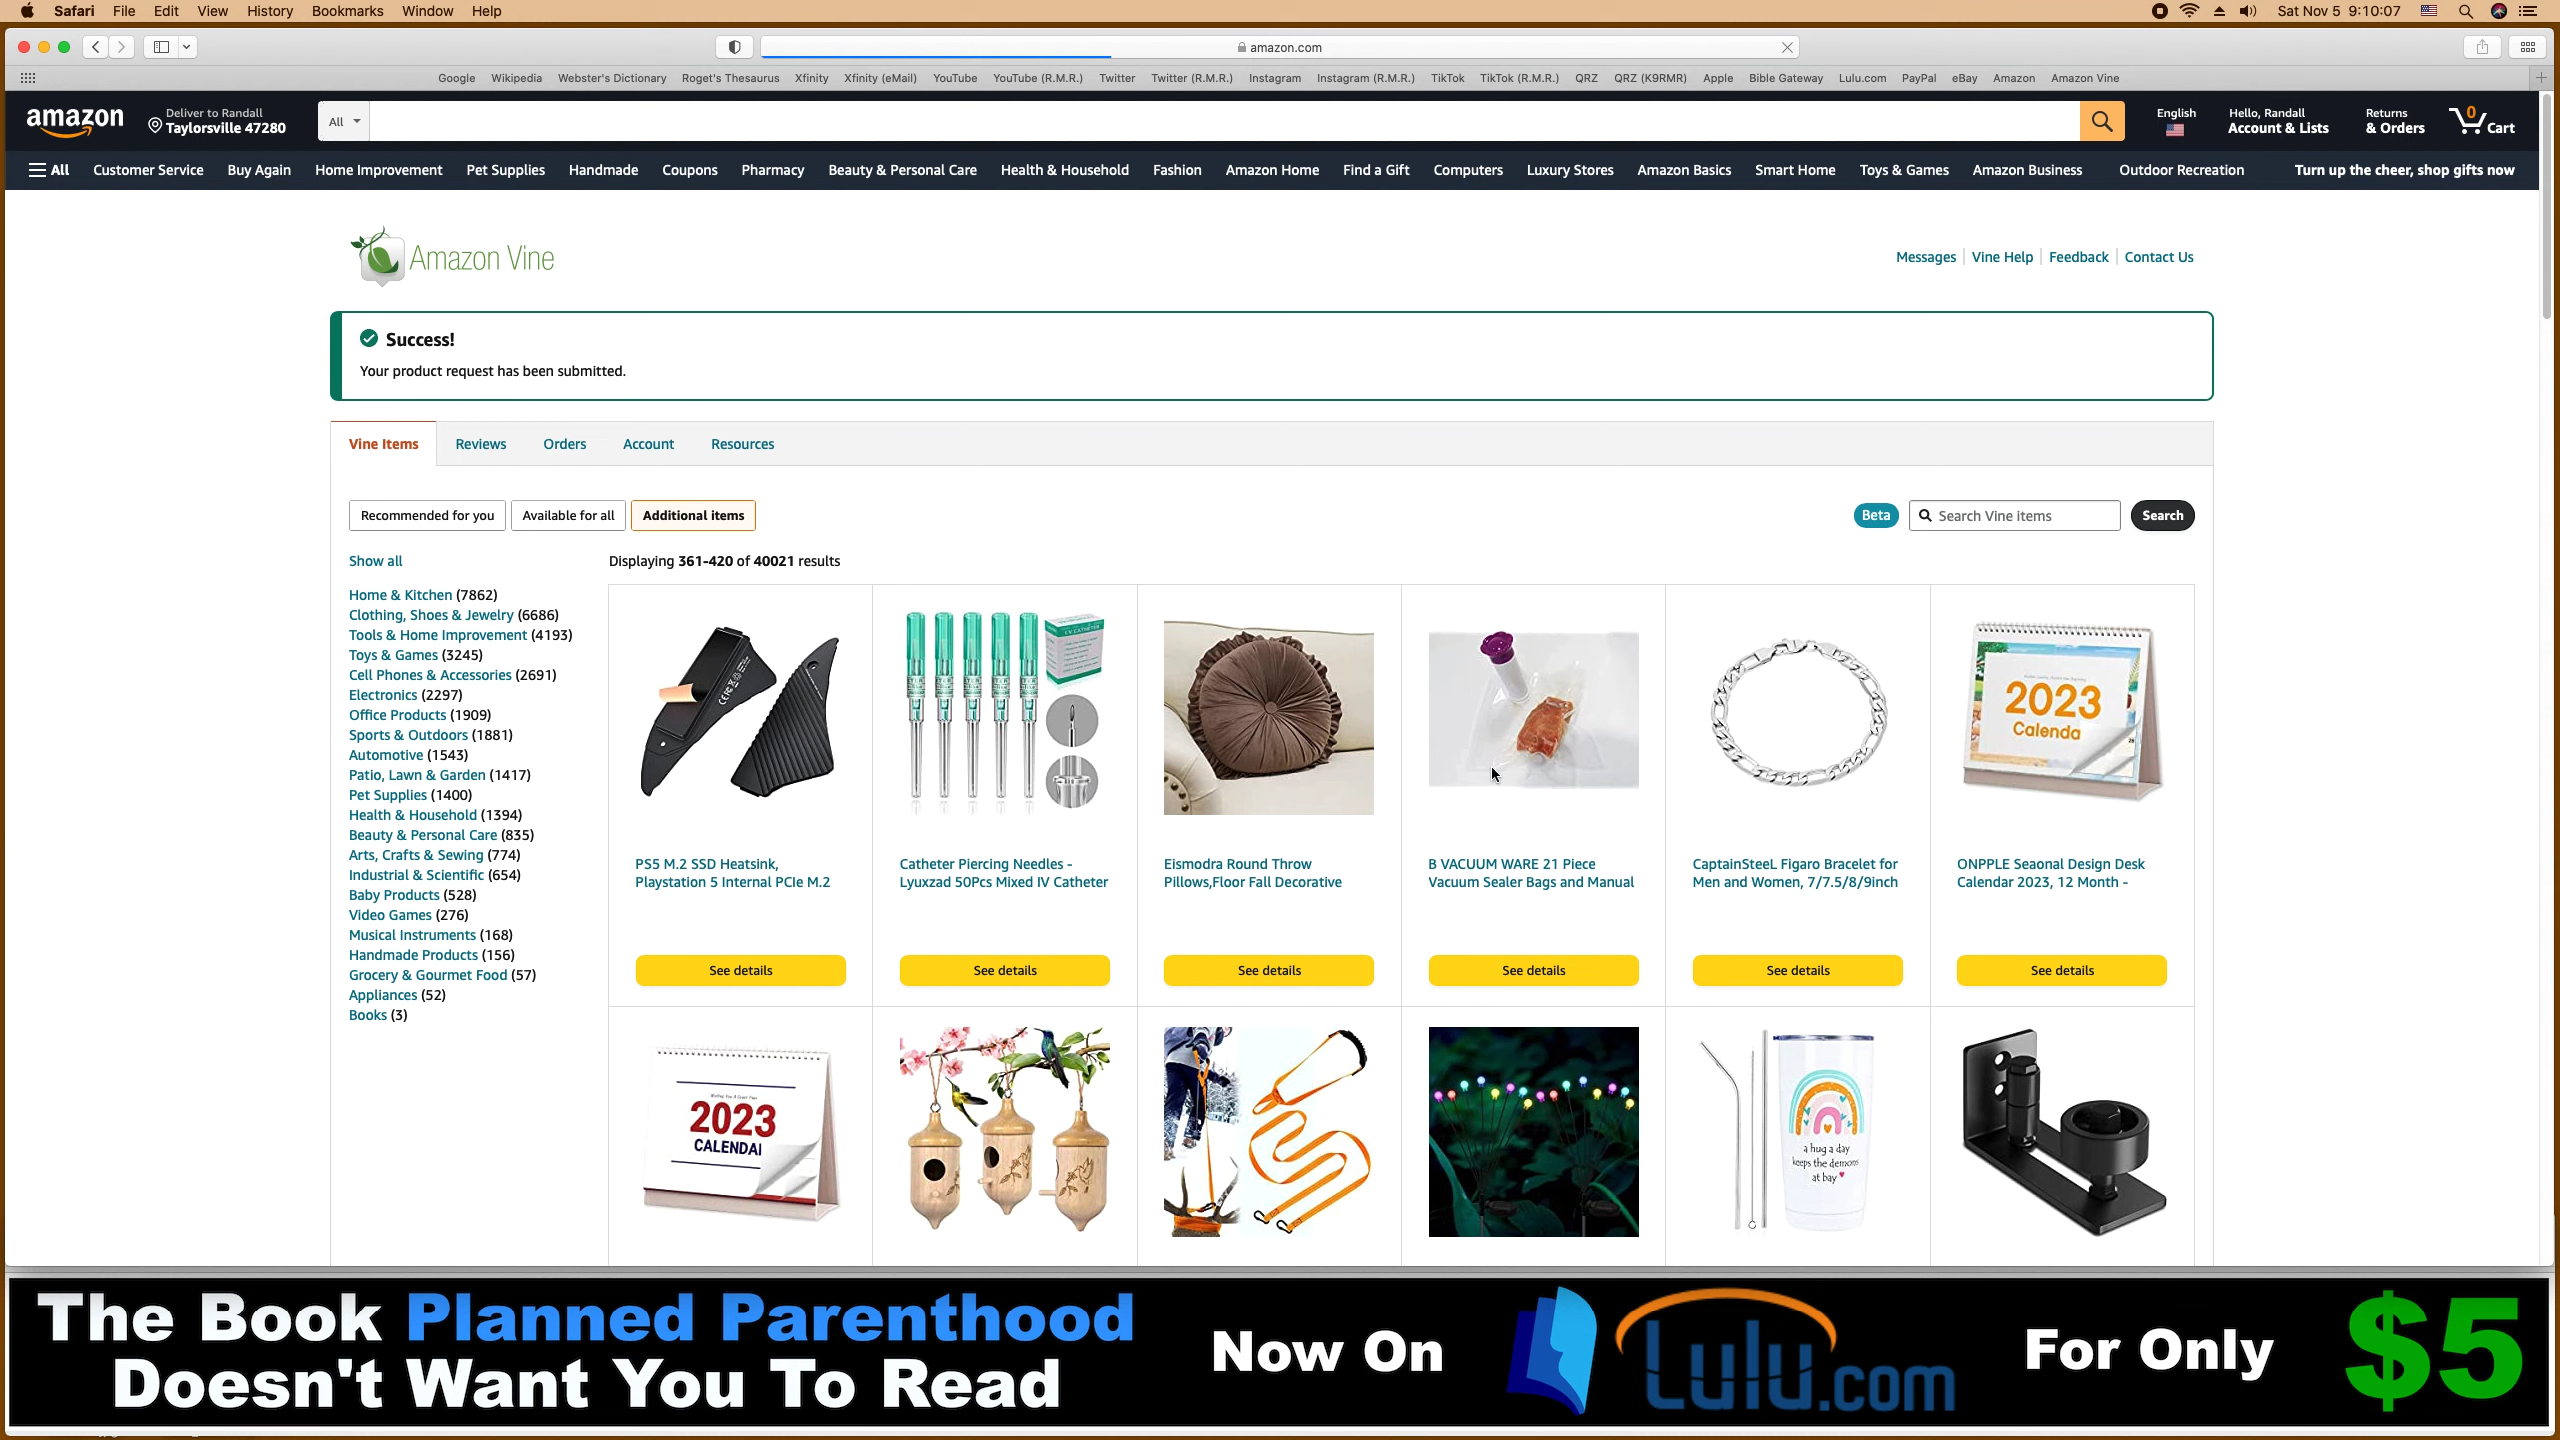 Safari File Edit View History Bookmarks Window Help Sat Nov 5 9:10:07
amazon.com
Google Wikipedia Webster's Dictionary Roget's Thesaurus Xfinity Xfinity (eMail) YouTube YouTube (R.M.R.) Twitter Twitter (R.M.R.) Instagram Instagram (R.M.R.) TikTok TikTok (R.M.R.) QRZ QRZ (K9RMR) Apple Bible Gateway Lulu.com PayPal eBay Amazon Amazon Vine
amazon
Deliver to Randall
Taylorsville 47280
All
English
Hello, Randall
Account & Lists
Returns
& Orders
0
Cart
All Customer Service Buy Again Home Improvement Pet Supplies Handmade Coupons Pharmacy Beauty & Personal Care Health & Household Fashion Amazon Home Find a Gift Computers Luxury Stores Amazon Basics Smart Home Toys & Games Amazon Business Outdoor Recreation Turn up the cheer, shop gifts now
Amazon Vine
Messages Vine Help Feedback Contact Us
Success!
Your product request has been submitted.
Vine Items Reviews Orders Account Resources
Recommended for you Available for all Additional items
Beta Search Vine items Search
Show all
Displaying 361-420 of 40021 results
Home & Kitchen (7862)
Clothing, Shoes & Jewelry (6686)
Tools & Home Improvement (4193)
Toys & Games (3245)
Cell Phones & Accessories (2691)
Electronics (2297)
Office Products (1909)
Sports & Outdoors (1881)
Automotive (1543)
Patio, Lawn & Garden (1417)
Pet Supplies (1400)
Health & Household (1394)
Beauty & Personal Care (835)
Arts, Crafts & Sewing (774)
Industrial & Scientific (654)
Baby Products (528)
Video Games (276)
Musical Instruments (168)
Handmade Products (156)
Grocery & Gourmet Food (57)
Appliances (52)
Books (3)
I.V. CATHETER
2023
Calenda
PS5 M.2 SSD Heatsink,
Playstation 5 Internal PCIe M.2
Catheter Piercing Needles -
Lyuxzad 50Pcs Mixed IV Catheter
Eismodra Round Throw
Pillows,Floor Fall Decorative
B VACUUM WARE 21 Piece
Vacuum Sealer Bags and Manual
CaptainSteeL Figaro Bracelet for
Men and Women, 7/7.5/8/9inch
ONPPLE Seaonal Design Desk
Calendar 2023, 12 Month -
See details See details See details See details See details See details
2023
CALENDAI
a hug a day
keeps the demons
at bay
The Book Planned Parenthood
Doesn't Want You To Read
Now On
Lulu.com
For Only
$5